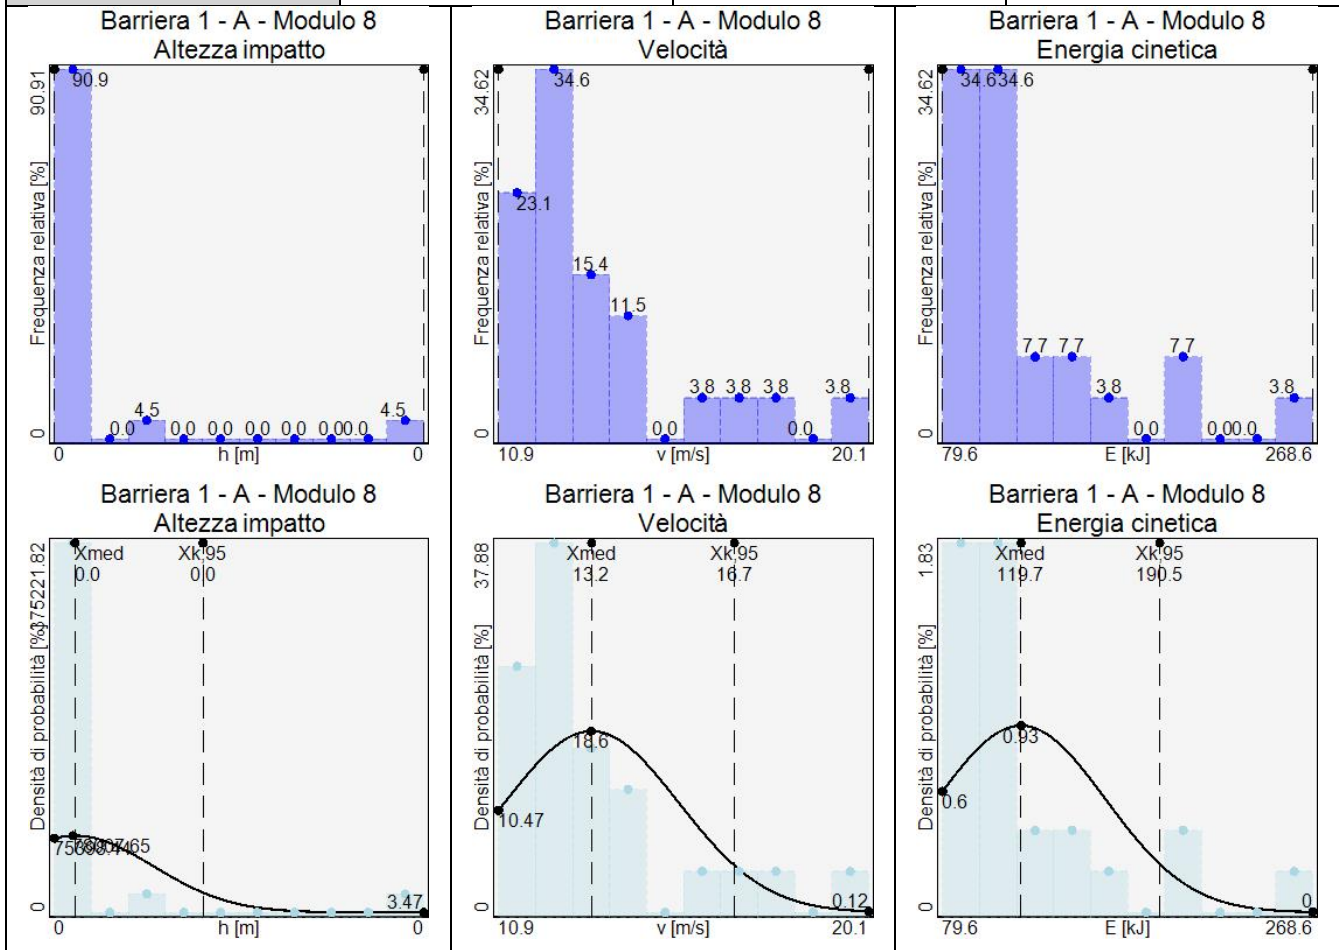 Barriera 1 - A - Modulo 8
Altezza impatto
90.91
Frequenza relativa [%]
0
90.9
0.0
4.5
0.0
0.0
0.0
0.0
0.0
0.0
4.5
0
h [m]
0
Barriera 1 - A - Modulo 8
Velocità
34.62
Frequenza relativa [%]
0
23.1
34.6
15.4
11.5
0.0
3.8
3.8
3.8
0.0
3.8
10.9
v [m/s]
20.1
Barriera 1 - A - Modulo 8
Energia cinetica
34.62
Frequenza relativa [%]
0
34.6
34.6
7.7
7.7
3.8
0.0
7.7
0.0
0.0
3.8
79.6
E [kJ]
268.6
Barriera 1 - A - Modulo 8
Altezza impatto
Densità di probabilità [%]
0
Xmed
0.0
Xk,95
0.0
3.47
0
h [m]
0
Barriera 1 - A - Modulo 8
Velocità
37.88
Densità di probabilità [%]
0
Xmed
13.2
Xk,95
16.7
10.47
18.6
0.12
10.9
v [m/s]
20.1
Barriera 1 - A - Modulo 8
Energia cinetica
1.83
Densità di probabilità [%]
0
Xmed
119.7
Xk,95
190.5
0.6
0.93
0
79.6
E [kJ]
268.6